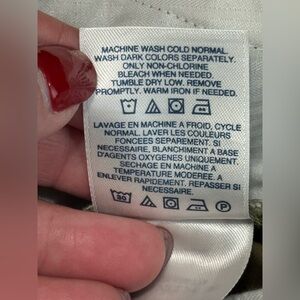 MACHINE WASH COLD NORMAL.
WASH DARK COLORS SEPARATELY.
ONLY NON-CHLORINE
BLEACH WHEN NEEDED.
TUMBLE DRY LOW. REMOVE
PROMPTLY. WARM IRON IF NEEDED.
LAVAGE EN MACHINE A FROID, CYCLE
NORMAL. LAVER LES COULEURS
FONCEES SEPAREMENT. SI
NECESSAIRE, BLANCHIMENT A BASE
D'AGENTS OXYGENES UNIQUEMENT.
SECHAGE EN MACHINE A
TEMPERATURE MODEREE. A
ENLEVER RAPIDEMENT. REPASSER SI
NECESSAIRE.
30
P